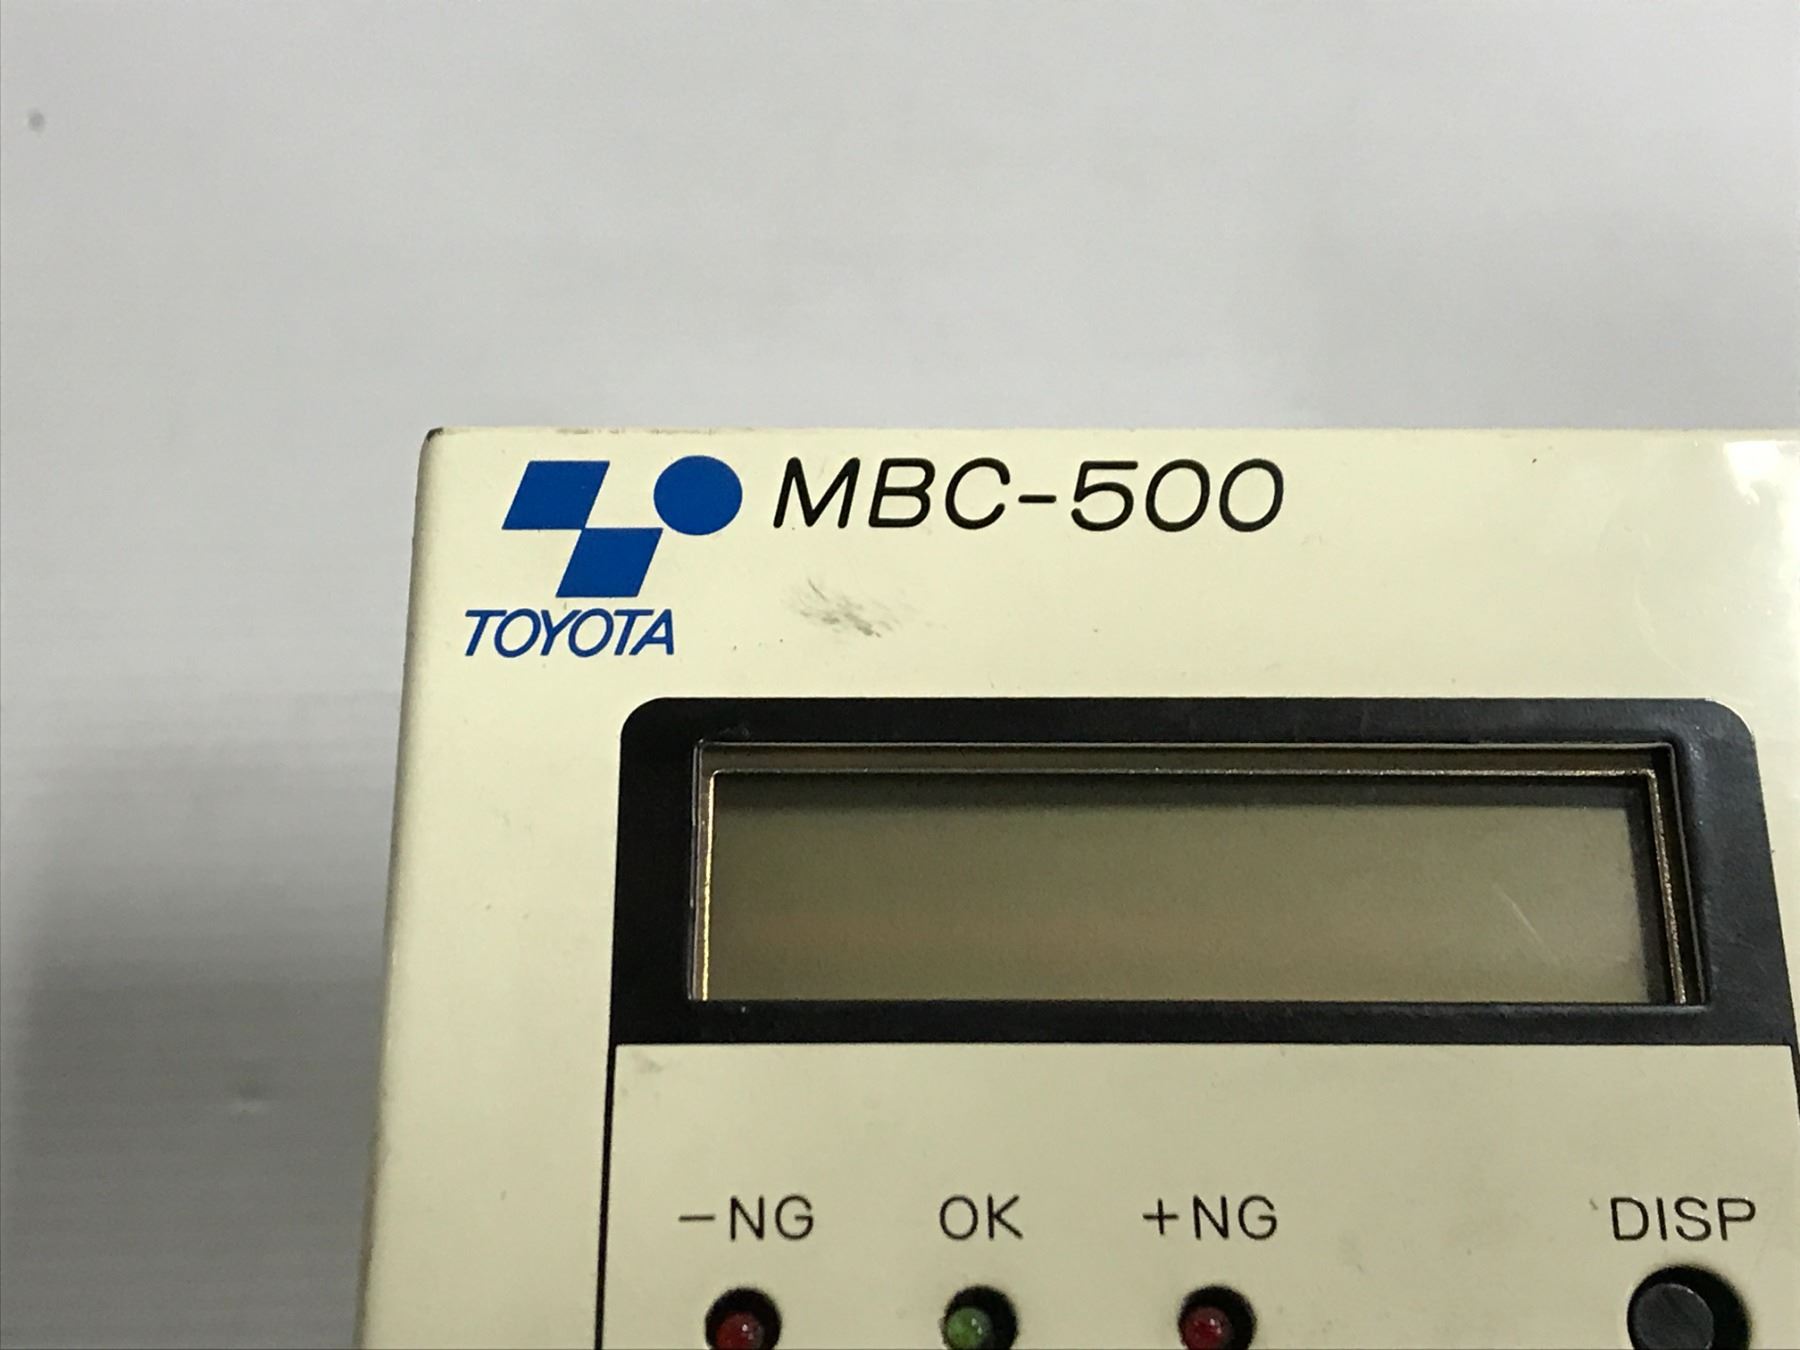 MBC-500
TOYOTA
-NG OK +NG DISP